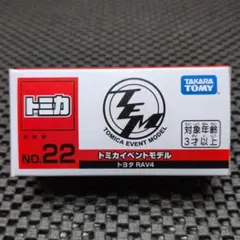 トミカ
TEM
TOMICA EVENT MODEL
TAKARA
TOMY
対象年齢
3才以上
NO.22
トミカイベントモデル
トヨタ RAV4